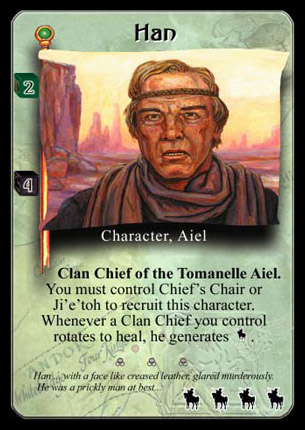 Han
2
4
Character, Aiel
Clan Chief of the Tomanelle Aiel.
You must control Chief's Chair or
Ji'e'toh to recruit this character.
Whenever a Clan Chief you control
rotates to heal, he generates .
Han... with a face like creased leather, glared murderously.
He was a prickly man at best...